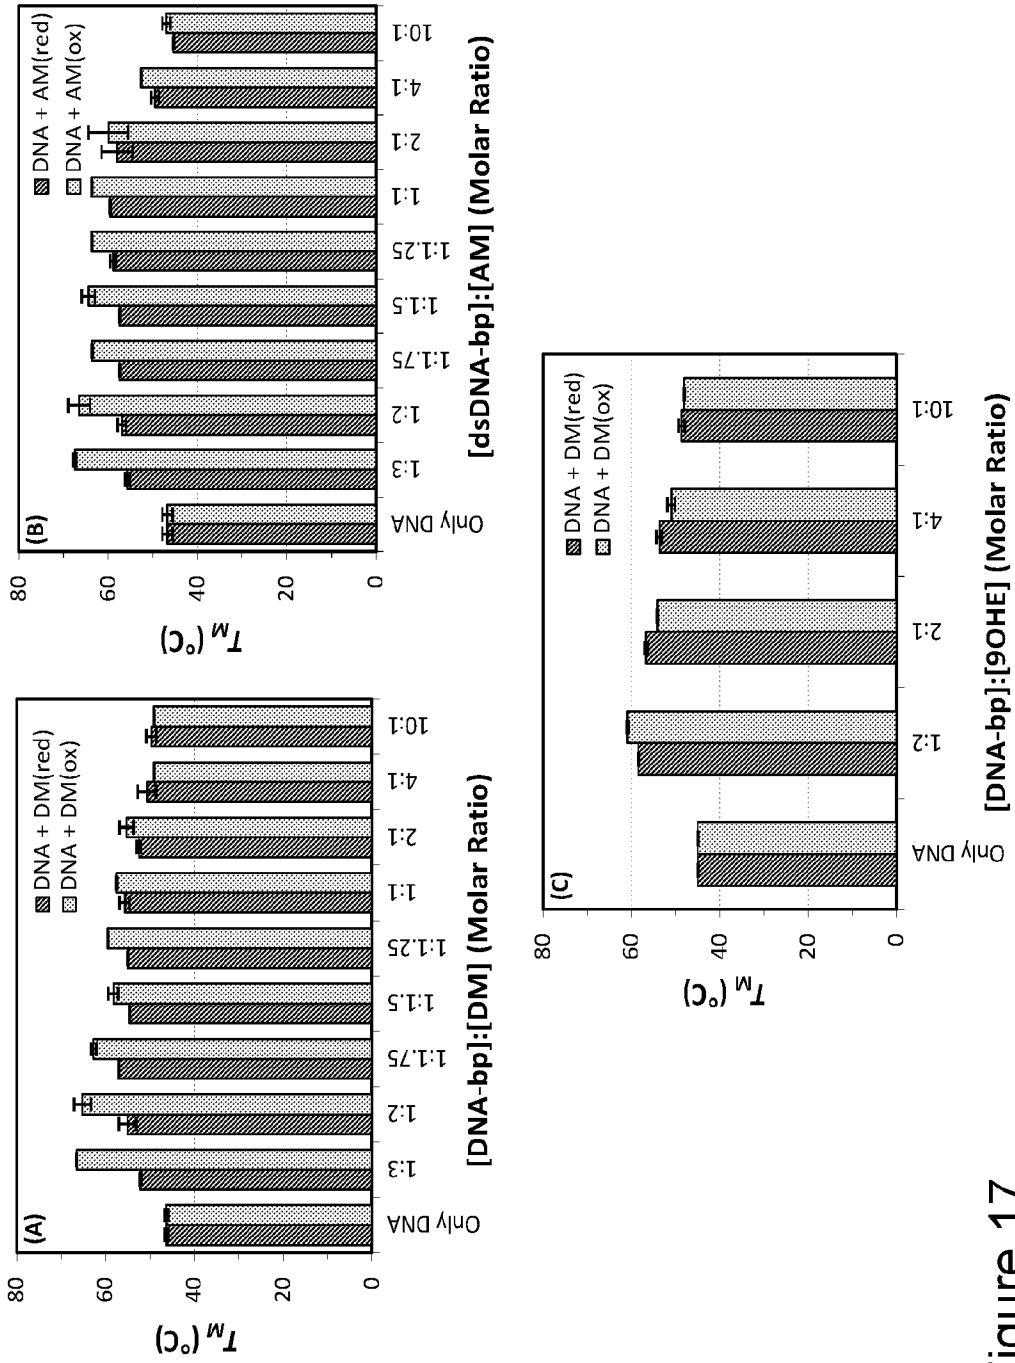 (A)
DNA + DM(red)
DNA + DM(ox)
80
60
40
20
0
T_M (°C)
Only DNA
1:3
1:2
1:1.75
1:1.5
1:1.25
1:1
2:1
4:1
10:1
[DNA-bp]:[DM] (Molar Ratio)
(B)
DNA + AM(red)
DNA + AM(ox)
80
60
40
20
0
T_M (°C)
Only DNA
1:3
1:2
1:1.75
1:1.5
1:1.25
1:1
2:1
4:1
10:1
[dsDNA-bp]:[AM] (Molar Ratio)
(C)
DNA + DM(red)
DNA + DM(ox)
80
60
40
20
0
T_M (°C)
Only DNA
1:2
2:1
4:1
10:1
[DNA-bp]:[9OHE] (Molar Ratio)
igure 17